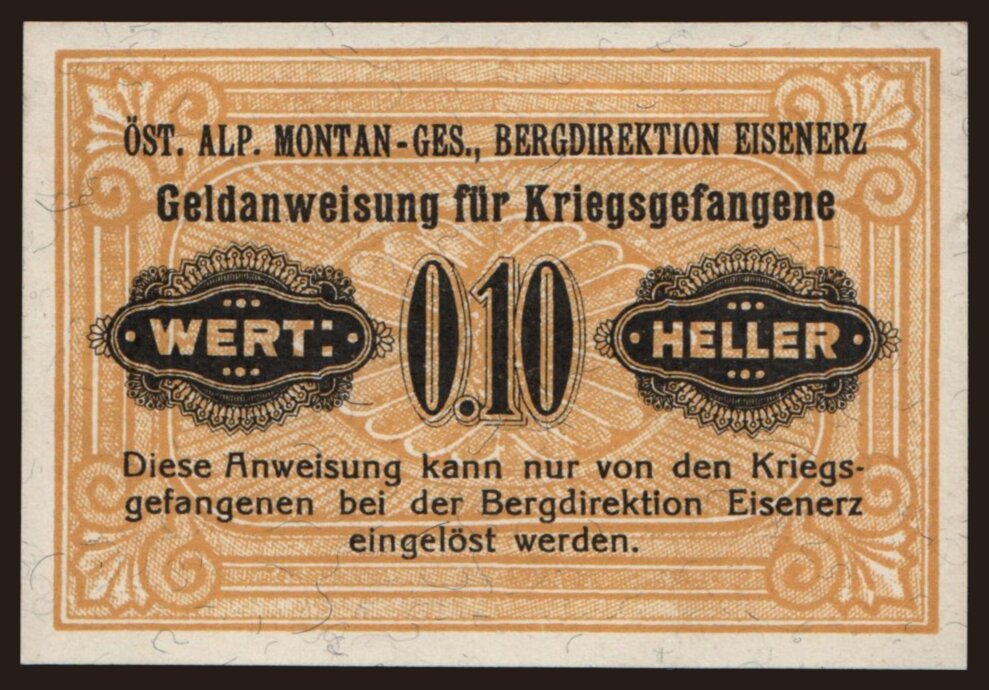 ÖST. ALP. MONTAN-GES., BERGDIREKTION EISENERZ
Geldanweisung für Kriegsgefangene
WERT: 0.10 HELLER
Diese Anweisung kann nur von den Kriegs-
gefangenen bei der Bergdirektion Eisenerz
eingelöst werden.